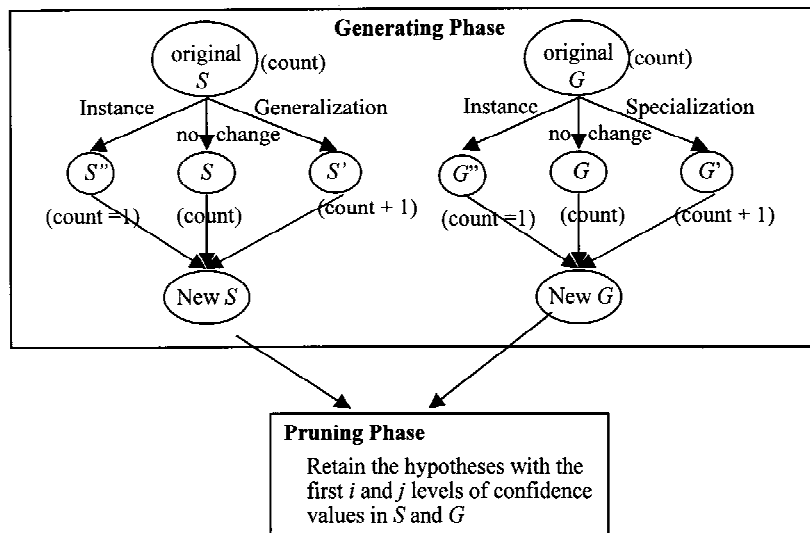 Generating Phase
original
S
(count)
original
G
(count)
Instance
Generalization
Instance
Specialization
no change
no change
S”
S
S'
G”
G
G'
(count =1)
(count)
(count + 1)
(count =1)
(count)
(count + 1)
New S
New G
Pruning Phase
Retain the hypotheses with the
first i and j levels of confidence
values in S and G